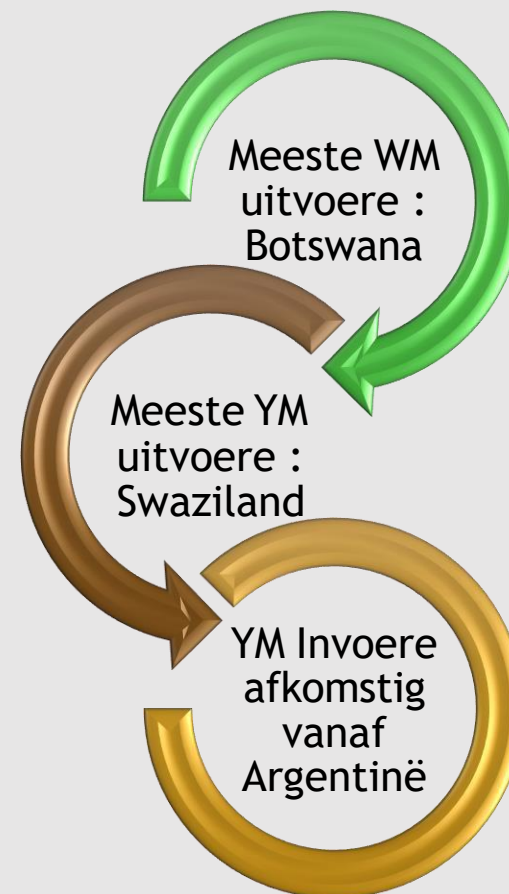 Meeste WM
uitvoere :
Botswana
Meeste YM
uitvoere :
Swaziland
YM Invoere
afkomstig
vanaf
Argentinë